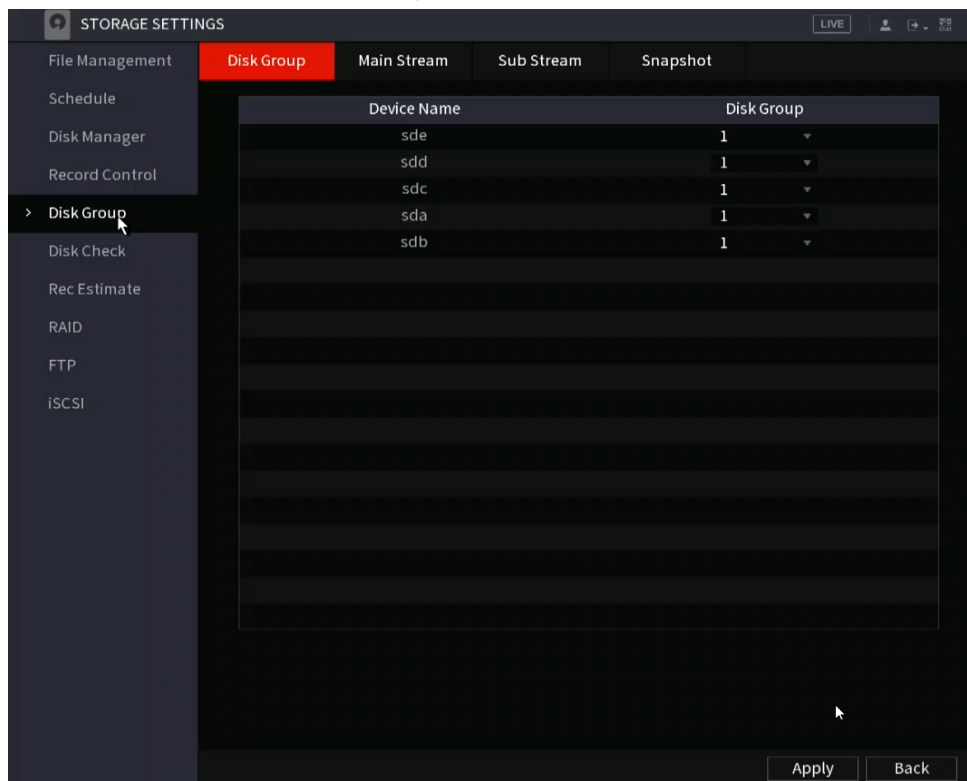 STORAGE SETTINGS
LIVE
File Management
Schedule
Disk Manager
Record Control
> Disk Group
Disk Check
Rec Estimate
RAID
FTP
iSCSI
Disk Group Main Stream Sub Stream Snapshot
Device Name Disk Group
sde 1
sdd 1
sdc 1
sda 1
sdb 1
Apply Back